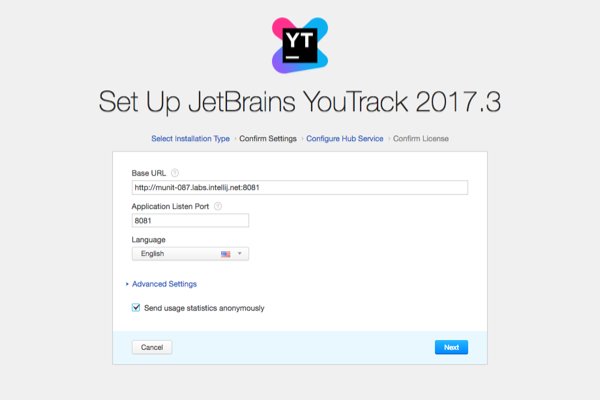 YT
Set Up JetBrains YouTrack 2017.3
Select Installation Type › Confirm Settings › Configure Hub Service › Confirm License
Base URL ?
http://munit-087.labs.intellij.net:8081
Application Listen Port ?
8081
Language
English
Advanced Settings
Send usage statistics anonymously
Cancel Next